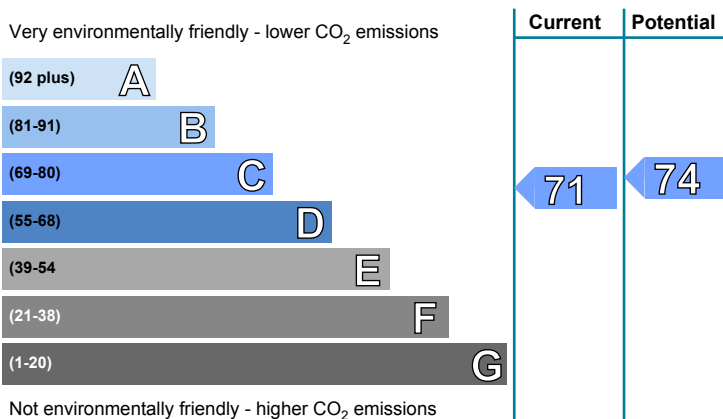 Current Potential
Very environmentally friendly - lower CO2 emissions
(92 plus) A
(81-91) B
(69-80) C
71 74
(55-68) D
(39-54 E
(21-38) F
(1-20) G
Not environmentally friendly - higher CO2 emissions